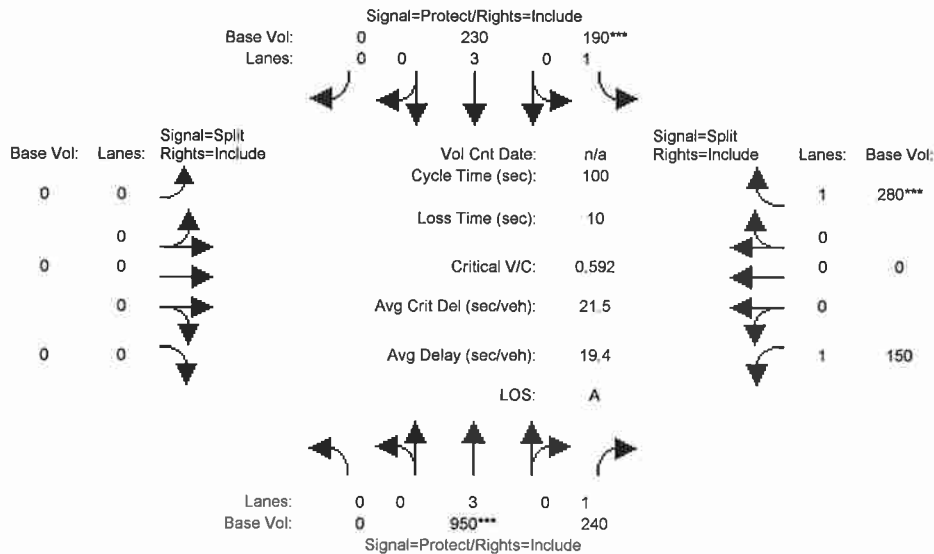 Signal=Protect/Rights=Include
Base Vol: 0 230 190***
Lanes: 0 0 3 0 1
Signal=Split
Base Vol: Lanes: Rights=Include
Vol Cnt Date: n/a
Signal=Split
Rights=Include Lanes: Base Vol:
Cycle Time (sec): 100
0 0
1 280***
Loss Time (sec): 10
0
0
0 0
Critical V/C: 0.592
0 0
0
Avg Crit Del (sec/veh): 21.5
0
0 0
Avg Delay (sec/veh): 19.4
1 150
LOS: A
Lanes: 0 0 3 0 1
Base Vol: 0 950*** 240
Signal=Protect/Rights=Include